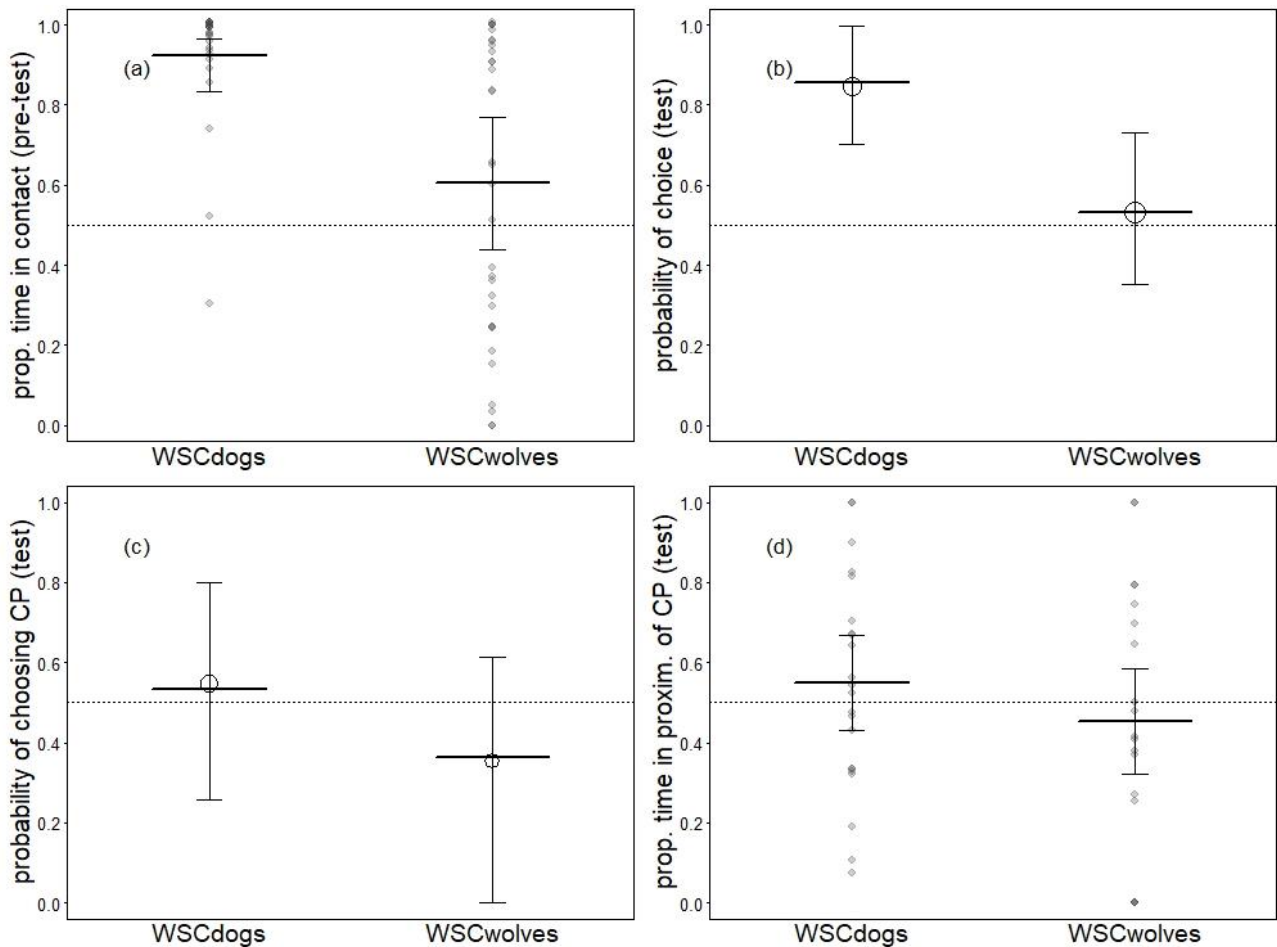 prop. time in contact (pre-test)
1.0
0.8
0.6
0.4
0.2
0.0
(a)
WSCdogs WSCwolves
probability of choice (test)
1.0
0.8
0.6
0.4
0.2
0.0
(b)
WSCdogs WSCwolves
probability of choosing CP (test)
1.0
0.8
0.6
0.4
0.2
0.0
(c)
WSCdogs WSCwolves
prop. time in proxim. of CP (test)
1.0
0.8
0.6
0.4
0.2
0.0
(d)
WSCdogs WSCwolves